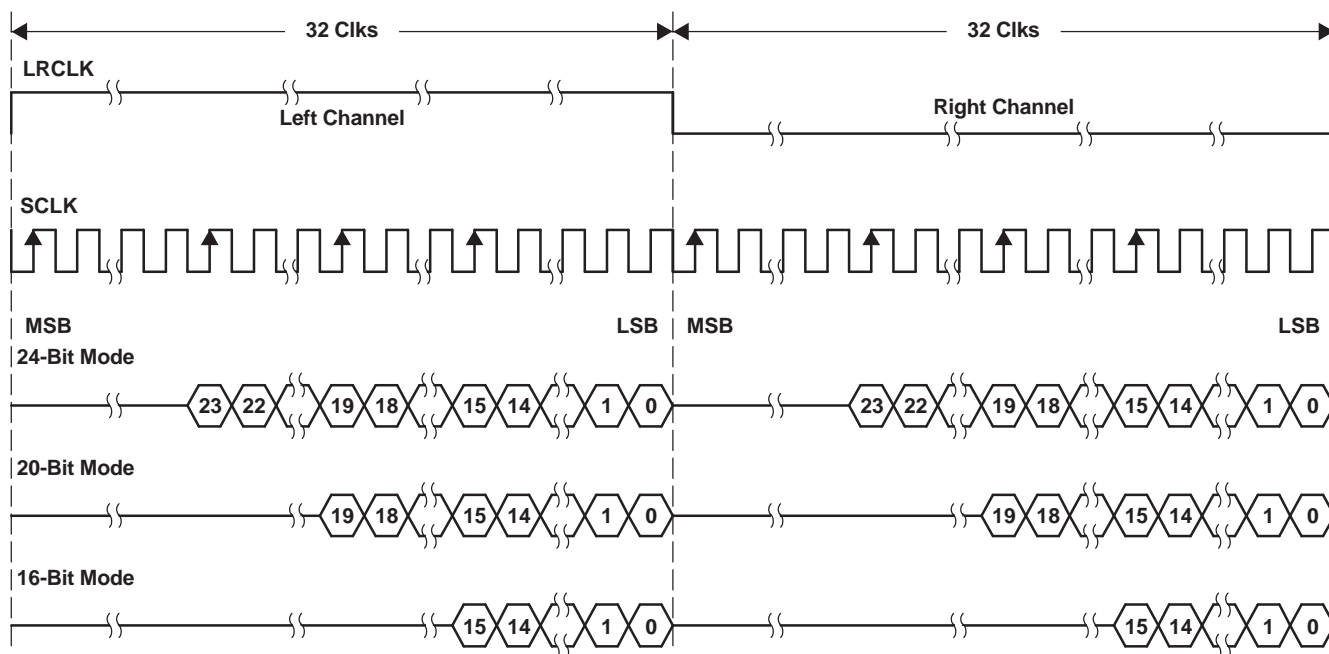 32 Clks 32 Clks
LRCLK
Left Channel
Right Channel
SCLK
MSB LSB MSB LSB
24-Bit Mode
23 22 19 18 15 14 1 0 23 22 19 18 15 14 1 0
20-Bit Mode
19 18 15 14 1 0 19 18 15 14 1 0
16-Bit Mode
15 14 1 0 15 14 1 0